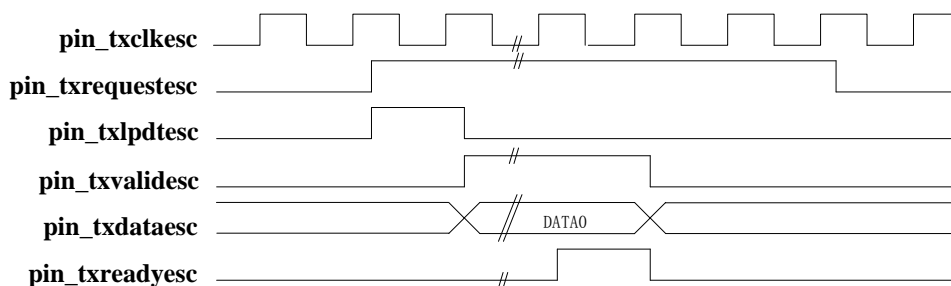 pin_txclkesc
pin_txrequestesc
pin_txlpdtesc
pin_txvalidesc
pin_txdataesc
DATA0
pin_txreadyesc